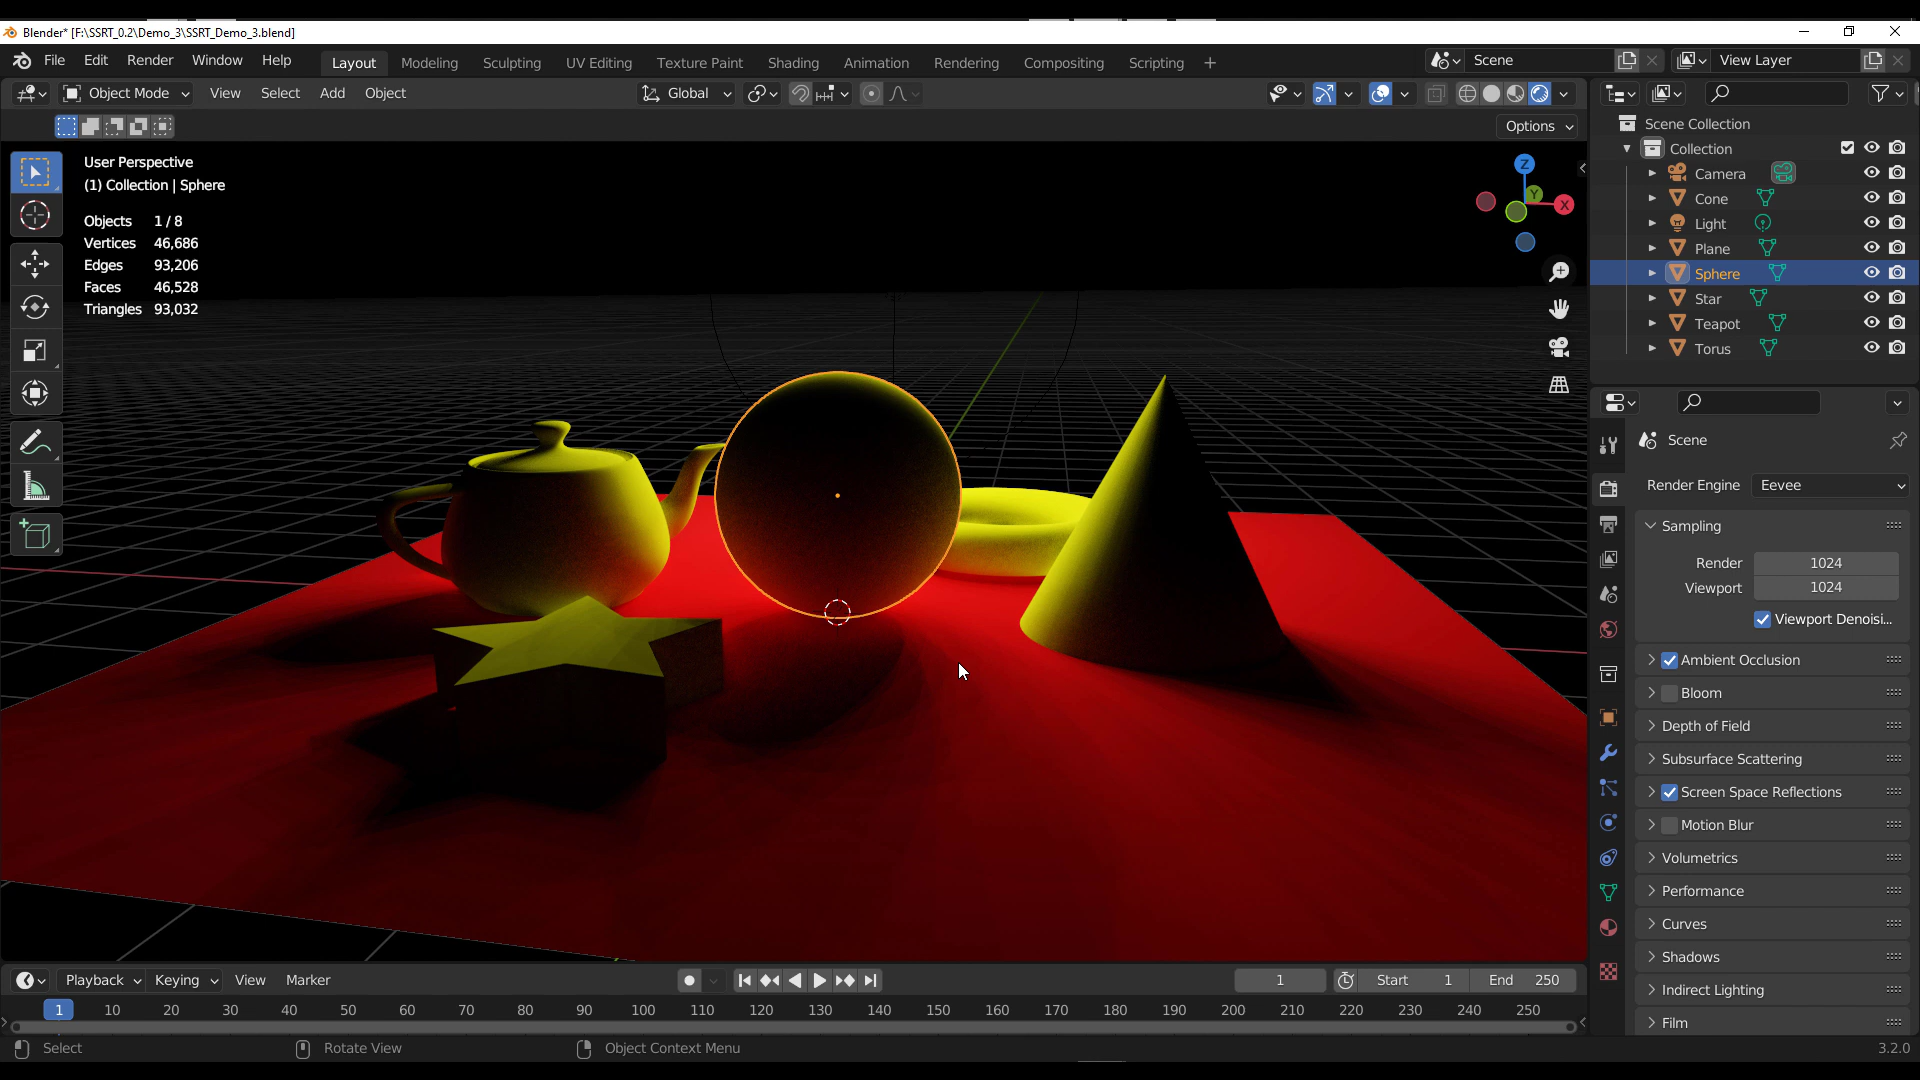 Blender* [F:\SSRT_0.2\Demo_3\SSRT_Demo_3.blend]
File Edit Render Window Help Layout Modeling Sculpting UV Editing Texture Paint Shading Animation Rendering Compositing Scripting Scene View Layer
Object Mode View Select Add Object Global
Options
User Perspective
(1) Collection | Sphere
Objects 1/8
Vertices 46,686
Edges 93,206
Faces 46,528
Triangles 93,032
Z
Y
X
Scene Collection
Collection
Camera
Cone
Light
Plane
Sphere
Star
Teapot
Torus
Scene
Render Engine Eevee
Sampling
Render 1024
Viewport 1024
Viewport Denoisi...
Ambient Occlusion
Bloom
Depth of Field
Subsurface Scattering
Screen Space Reflections
Motion Blur
Volumetrics
Performance
Curves
Shadows
Indirect Lighting
Film
Playback Keying View Marker 1 Start 1 End 250
1 10 20 30 40 50 60 70 80 90 100 110 120 130 140 150 160 170 180 190 200 210 220 230 240 250
Select Rotate View Object Context Menu 3.2.0